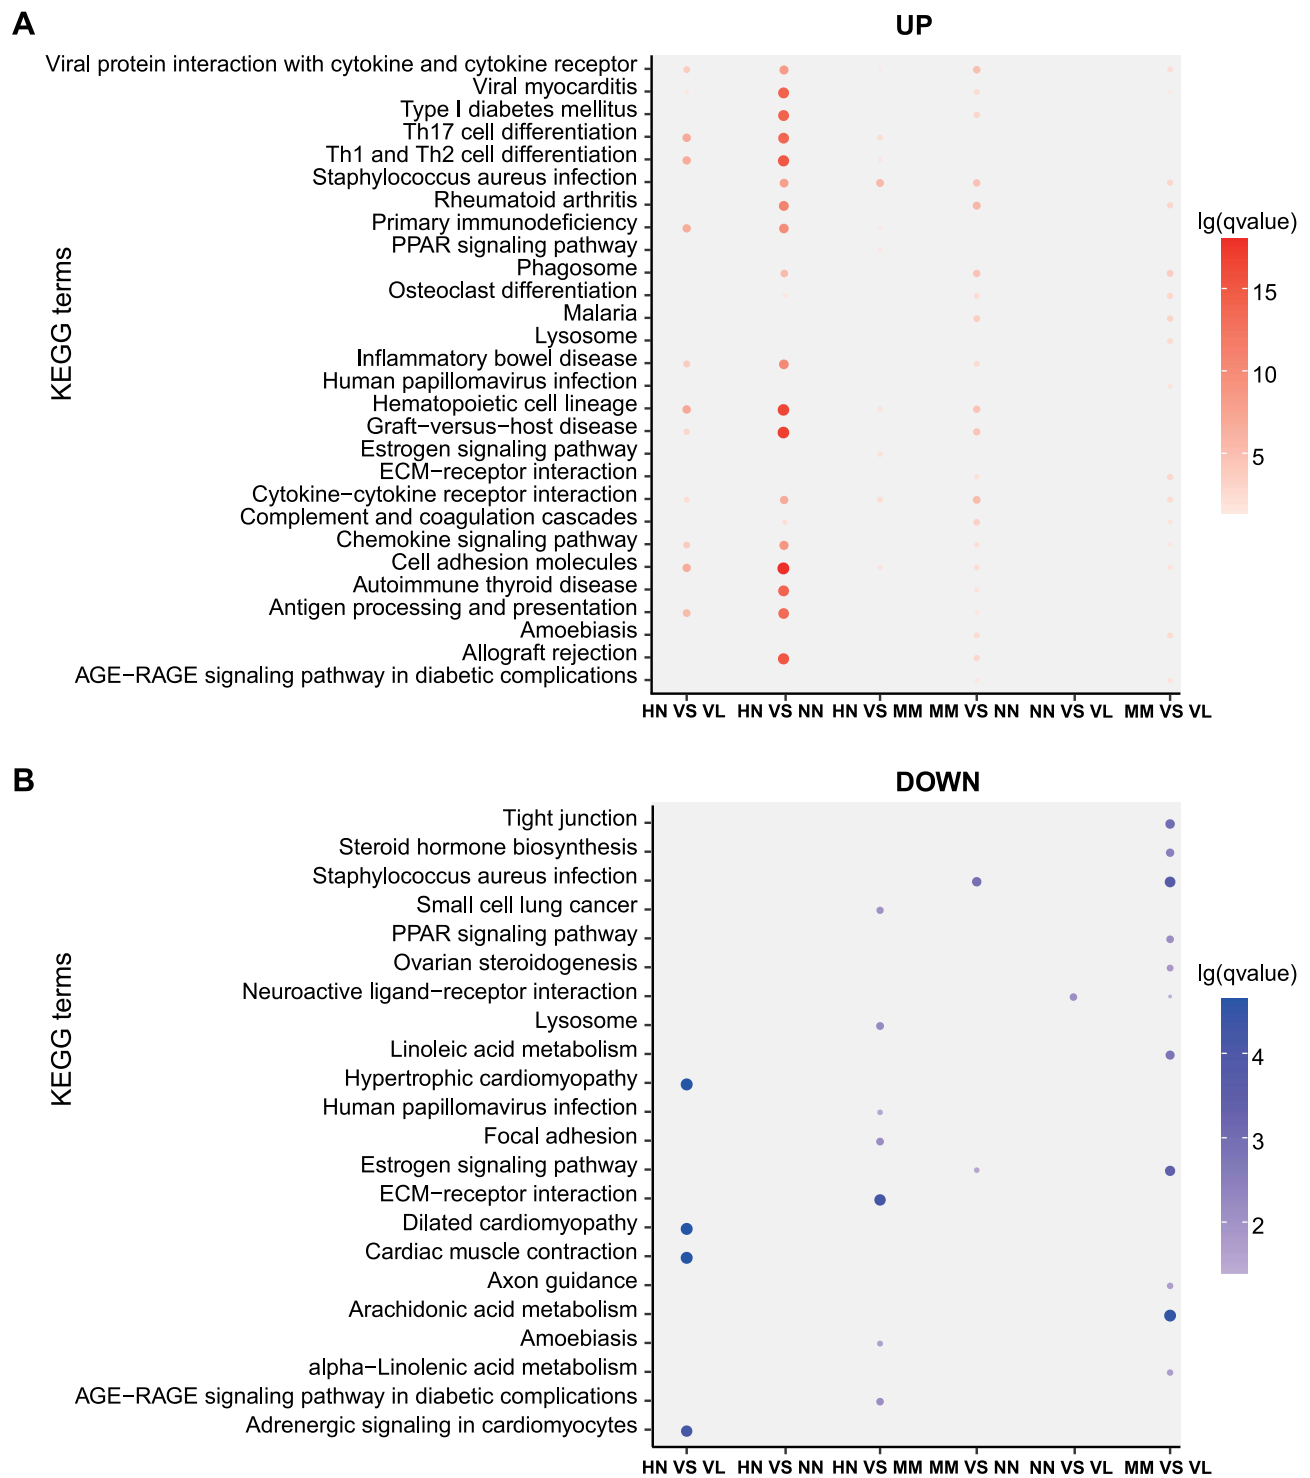 A
UP
Viral protein interaction with cytokine and cytokine receptor
Viral myocarditis
Type I diabetes mellitus
Th17 cell differentiation
Th1 and Th2 cell differentiation
Staphylococcus aureus infection
Rheumatoid arthritis
Primary immunodeficiency
PPAR signaling pathway
Phagosome
Osteoclast differentiation
Malaria
Lysosome
Inflammatory bowel disease
Human papillomavirus infection
Hematopoietic cell lineage
Graft−versus−host disease
Estrogen signaling pathway
ECM−receptor interaction
Cytokine−cytokine receptor interaction
Complement and coagulation cascades
Chemokine signaling pathway
Cell adhesion molecules
Autoimmune thyroid disease
Antigen processing and presentation
Amoebiasis
Allograft rejection
AGE−RAGE signaling pathway in diabetic complications
KEGG terms
HN VS VL HN VS NN HN VS MM MM VS NN NN VS VL MM VS VL
lg(qvalue)
15
10
5
B
DOWN
Tight junction
Steroid hormone biosynthesis
Staphylococcus aureus infection
Small cell lung cancer
PPAR signaling pathway
Ovarian steroidogenesis
Neuroactive ligand−receptor interaction
Lysosome
Linoleic acid metabolism
Hypertrophic cardiomyopathy
Human papillomavirus infection
Focal adhesion
Estrogen signaling pathway
ECM−receptor interaction
Dilated cardiomyopathy
Cardiac muscle contraction
Axon guidance
Arachidonic acid metabolism
Amoebiasis
alpha−Linolenic acid metabolism
AGE−RAGE signaling pathway in diabetic complications
Adrenergic signaling in cardiomyocytes
KEGG terms
HN VS VL HN VS NN HN VS MM MM VS NN NN VS VL MM VS VL
lg(qvalue)
4
3
2